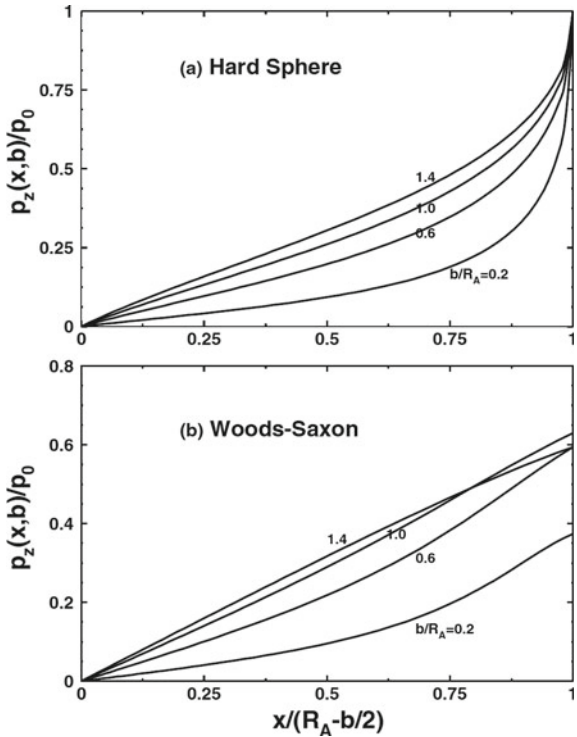 1
0.75
0.5
0.25
0
p_z(x,b)/p_0
(a) Hard Sphere
1.4
1.0
0.6
b/R_A=0.2
0 0.25 0.5 0.75 1
0.8
0.6
0.4
0.2
0
p_z(x,b)/p_0
(b) Woods-Saxon
1.4
1.0
0.6
b/R_A=0.2
0 0.25 0.5 0.75 1
x/(R_A-b/2)